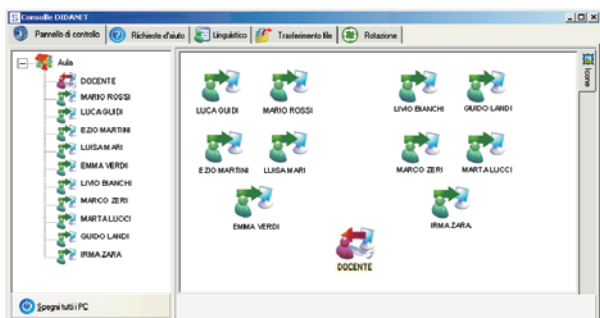 Consolle DIDANET
Pannello di controllo
Richieste d'aiuto
Linguistico
Trasferimento file
Rotazione
Aula
DOCENTE
MARIO ROSSI
LUCA GUIDI
EZIO MARTINI
LUISA MARI
EMMA VERDI
LIVIO BIANCHI
MARCO ZERI
MARTA LUCCI
GUIDO LANDI
IRMA ZARA
Spegni tutti i PC
LUCA GUIDI MARIO ROSSI LIVIO BIANCHI GUIDO LANDI
EZIO MARTINI LUISA MARI MARCO ZERI MARTA LUCCI
EMMA VERDI IRMA ZARA
DOCENTE
Icone